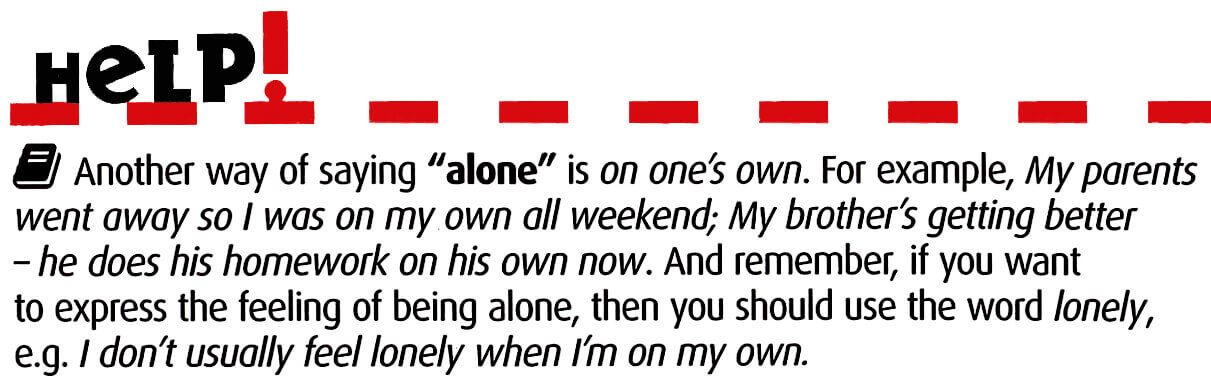 HeLP!
Another way of saying “alone” is on one’s own. For example, My parents
went away so I was on my own all weekend; My brother’s getting better
– he does his homework on his own now. And remember, if you want
to express the feeling of being alone, then you should use the word lonely,
e.g. I don’t usually feel lonely when I’m on my own.